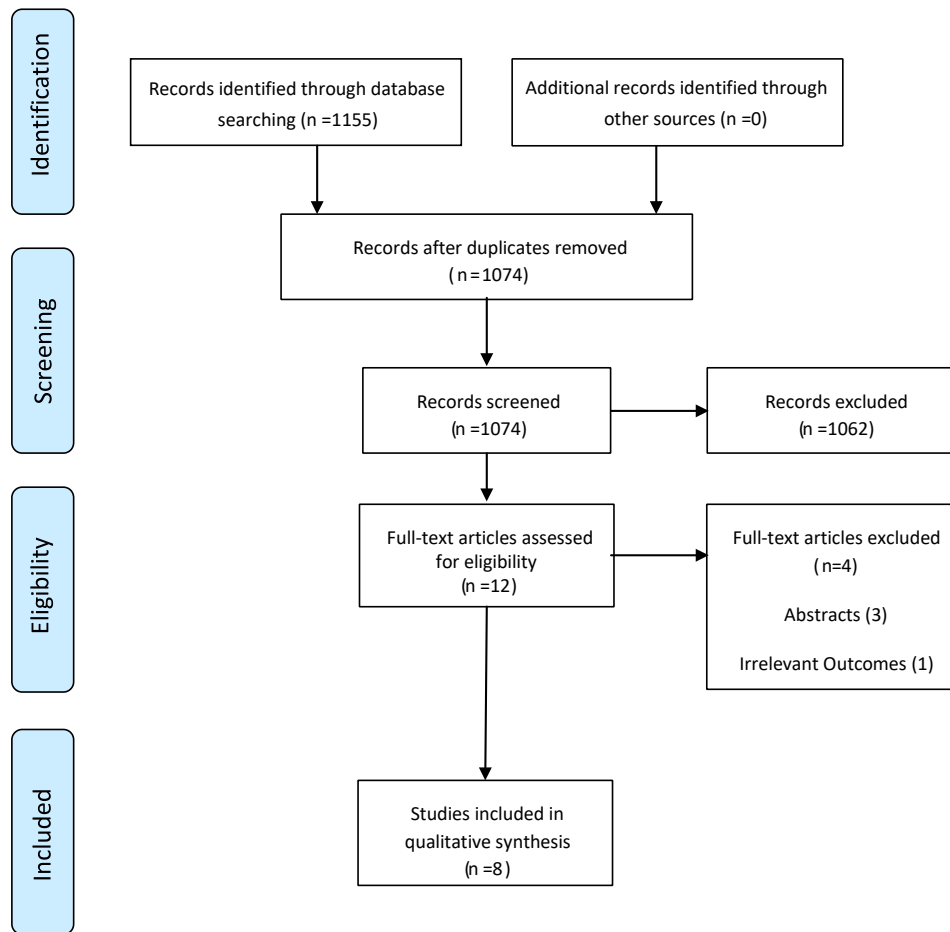 Identification
Records identified through database
searching (n =1155)
Additional records identified through
other sources (n =0)
Records after duplicates removed
( n =1074)
Screening
Records screened
(n =1074)
Records excluded
(n =1062)
Eligibility
Full-text articles assessed
for eligibility
(n =12)
Full-text articles excluded
(n=4)
Abstracts (3)
Irrelevant Outcomes (1)
Included
Studies included in
qualitative synthesis
(n =8)